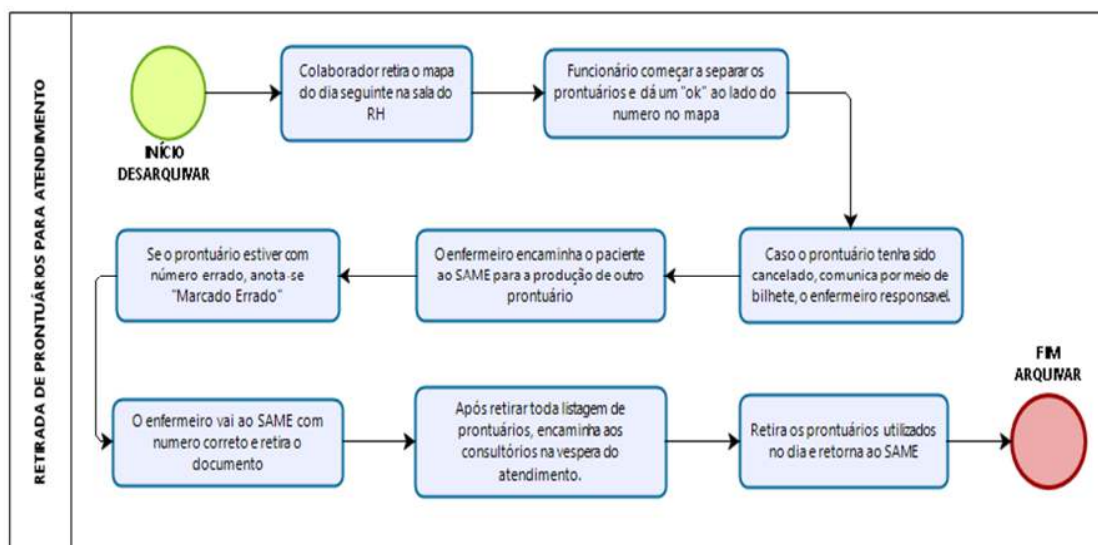 RETIRADA DE PRONTUÁRIOS PARA ATENDIMENTO
INÍCIO
DESARQUIVAR
Colaborador retira o mapa
do dia seguinte na sala do
RH
Funcionário começar a separar os
prontuários e dá um "ok" ao lado do
numero no mapa
Caso o prontuário tenha sido
cancelado, comunica por meio de
bilhete, o enfermeiro responsavel.
O enfermeiro encaminha o paciente
ao SAME para a produção de outro
prontuário
Se o prontuário estiver com
número errado, anota-se
"Marcado Errado"
O enfermeiro vai ao SAME com
numero correto e retira o
documento
Após retirar toda listagem de
prontuários, encaminha aos
consultórios na vespera do
atendimento.
Retira os prontuários utilizados
no dia e retorna ao SAME
FIM
ARQUIVAR